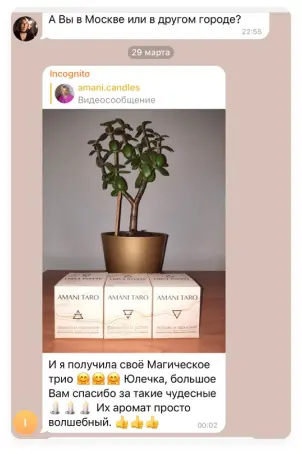 А Вы в Москве или в другом городе?
22:55
29 марта
Incognito
amani.candles
Видеосообщение
AMANI TARO
AMANI TARO
AMANI TARO
И я получила своё Магическое
трио 🤗🤗🤗 Юлечка, большое
Вам спасибо за такие чудесные
🕯🕯🕯 Их аромат просто
волшебный. 👍👍👍
00:02
I